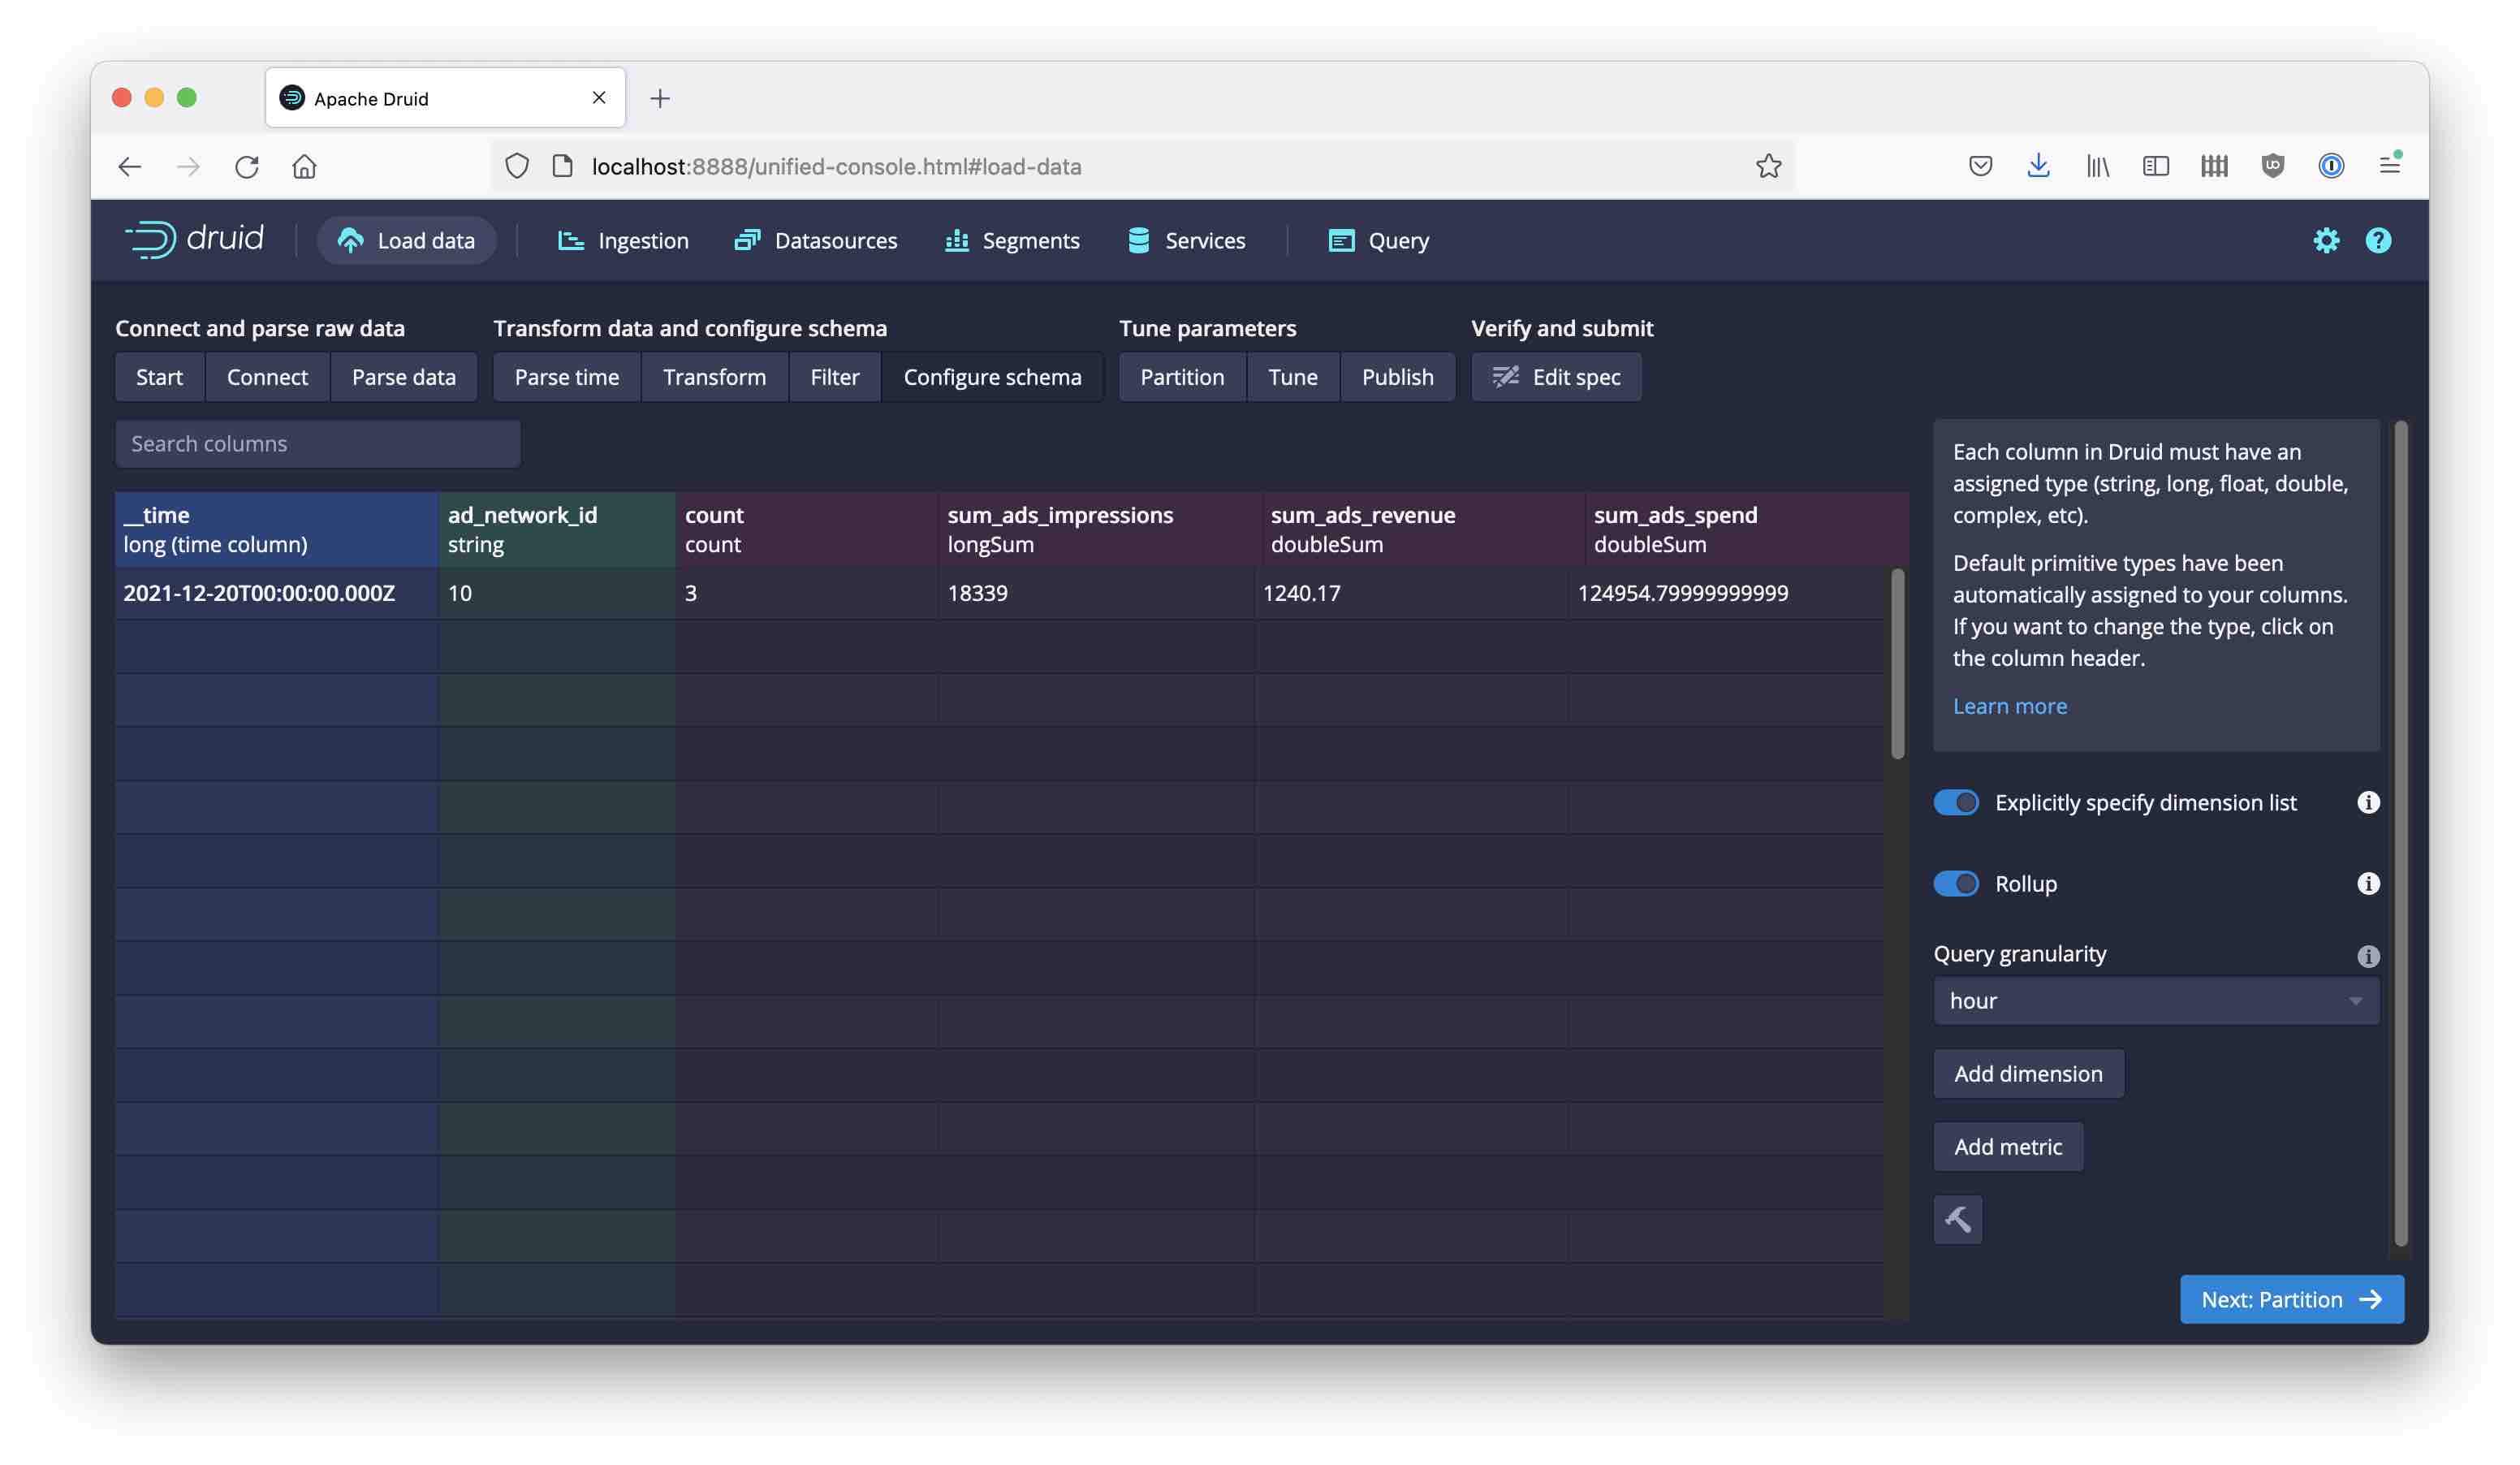 Apache Druid
localhost:8888/unified-console.html#load-data
druid
Load data
Ingestion
Datasources
Segments
Services
Query
Connect and parse raw data
Transform data and configure schema
Tune parameters
Verify and submit
Start
Connect
Parse data
Parse time
Transform
Filter
Configure schema
Partition
Tune
Publish
Edit spec
Search columns
__time
long (time column)
ad_network_id
string
count
count
sum_ads_impressions
longSum
sum_ads_revenue
doubleSum
sum_ads_spend
doubleSum
2021-12-20T00:00:00.000Z
10
3
18339
1240.17
124954.79999999999
Each column in Druid must have an
assigned type (string, long, float, double,
complex, etc).
Default primitive types have been
automatically assigned to your columns.
If you want to change the type, click on
the column header.
Learn more
Explicitly specify dimension list
Rollup
Query granularity
hour
Add dimension
Add metric
Next: Partition